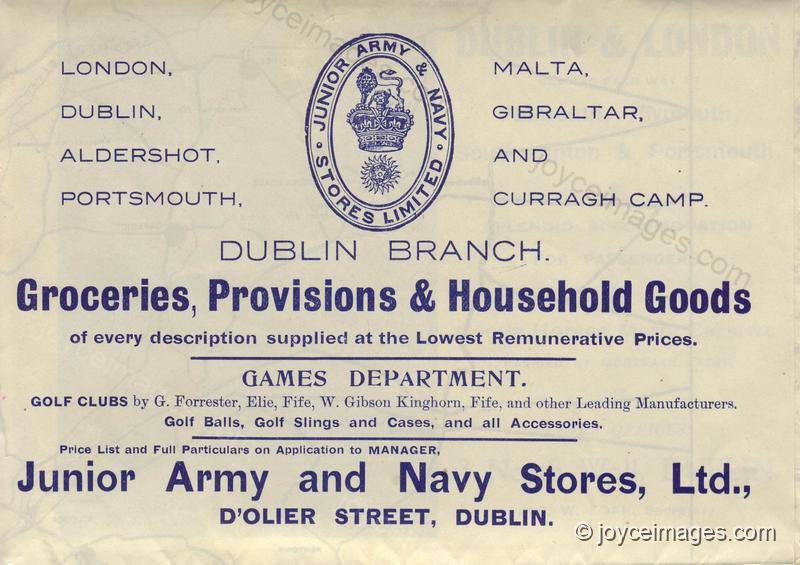 LONDON,
DUBLIN,
ALDERSHOT,
PORTSMOUTH,
JUNIOR ARMY & NAVY
STORES LIMITED
MALTA,
GIBRALTAR,
AND
CURRAGH CAMP.
DUBLIN BRANCH.
Groceries, Provisions & Household Goods
of every description supplied at the Lowest Remunerative Prices.
GAMES DEPARTMENT.
GOLF CLUBS by G. Forrester, Elie, Fife, W. Gibson Kinghorn, Fife, and other Leading Manufacturers.
Golf Balls, Golf Slings and Cases, and all Accessories.
Price List and Full Particulars on Application to MANAGER,
Junior Army and Navy Stores, Ltd.,
D'OLIER STREET, DUBLIN.
© joyceimages.com